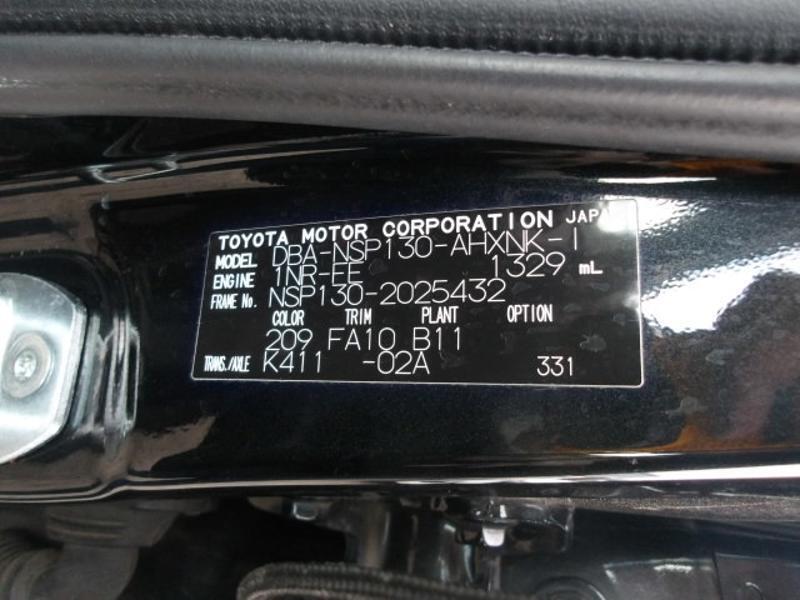 TOYOTA MOTOR CORPORATION JAPAN
MODEL DBA-NSP130-AHXNK-I
ENGINE 1NR-FE 1329 mL
FRAME No. NSP130-2025432
COLOR TRIM PLANT OPTION
209 FA10 B11
TRANS./AXLE K411 -02A 331